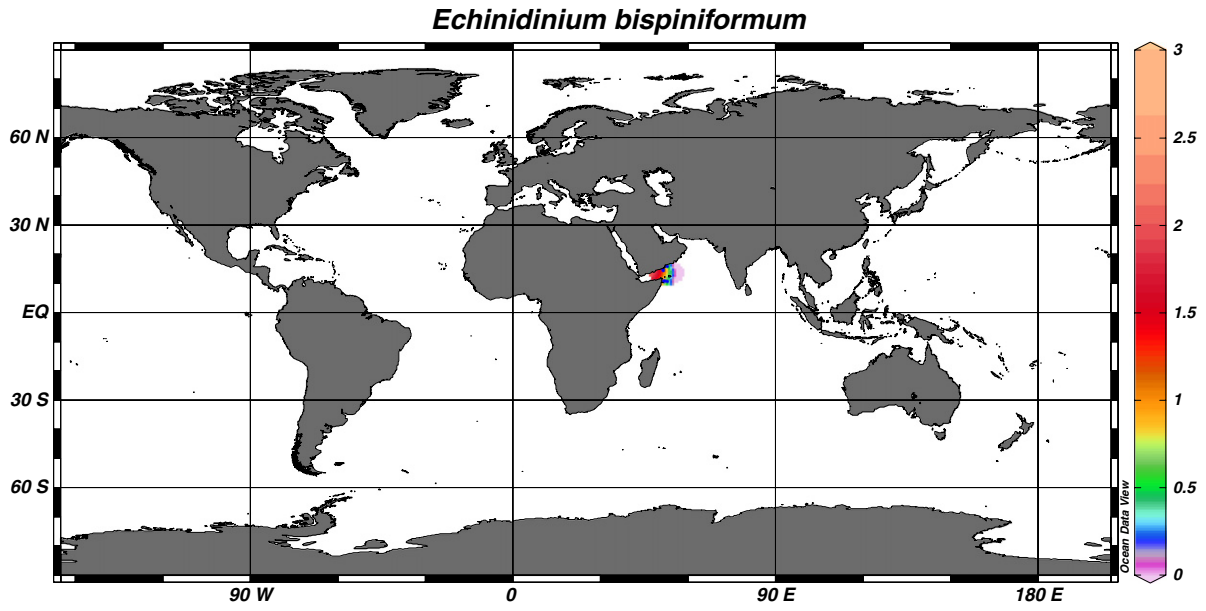 Echinidinium bispiniformum
60 N
30 N
EQ
30 S
60 S
90 W
0
90 E
180 E
3
2.5
2
1.5
1
0.5
0
Ocean Data View